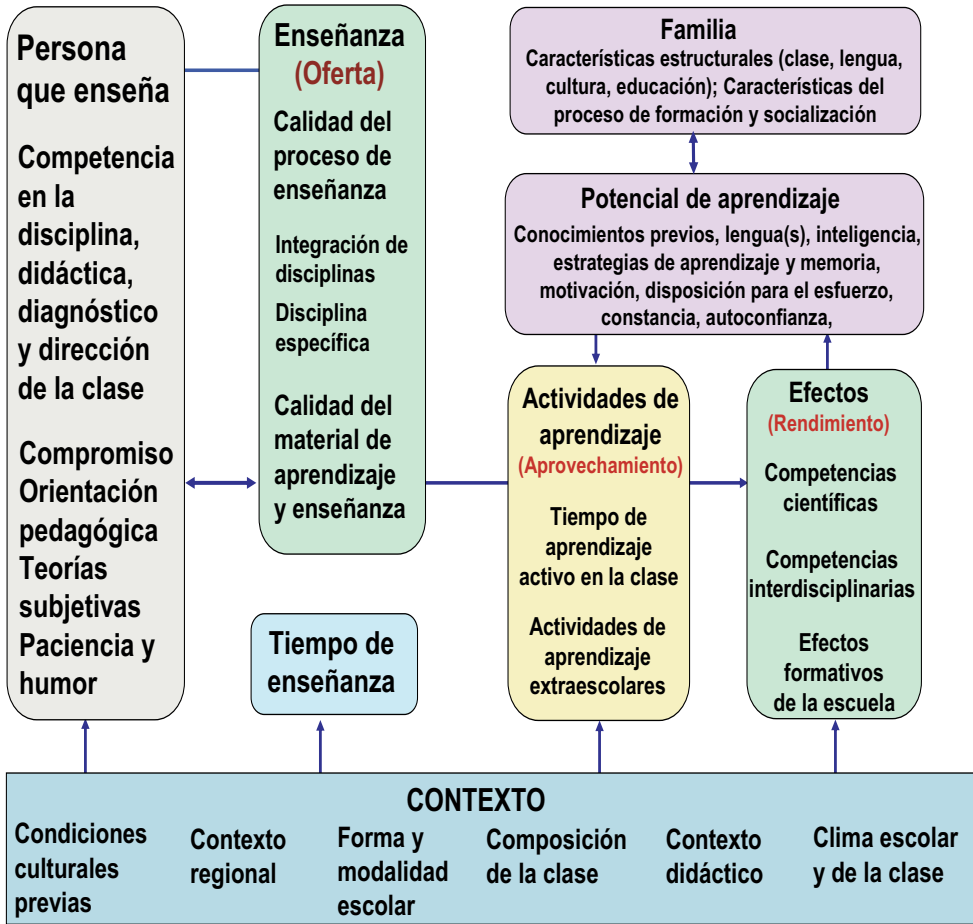 Persona
que enseña
Competencia
en la
disciplina,
didáctica,
diagnóstico
y dirección
de la clase
Compromiso
Orientación
pedagógica
Teorías
subjetivas
Paciencia y
humor
Enseñanza
(Oferta)
Calidad del
proceso de
enseñanza
Integración de
disciplinas
Disciplina
específica
Calidad del
material de
aprendizaje
y enseñanza
Tiempo de
enseñanza
Familia
Características estructurales (clase, lengua,
cultura, educación); Características del
proceso de formación y socialización
Potencial de aprendizaje
Conocimientos previos, lengua(s), inteligencia,
estrategias de aprendizaje y memoria,
motivación, disposición para el esfuerzo,
constancia, autoconfianza,
Actividades de
aprendizaje
(Aprovechamiento)
Tiempo de
aprendizaje
activo en la clase
Actividades de
aprendizaje
extraescolares
Efectos
(Rendimiento)
Competencias
científicas
Competencias
interdisciplinarias
Efectos
formativos
de la escuela
CONTEXTO
Condiciones
culturales
previas
Contexto
regional
Forma y
modalidad
escolar
Composición
de la clase
Contexto
didáctico
Clima escolar
y de la clase